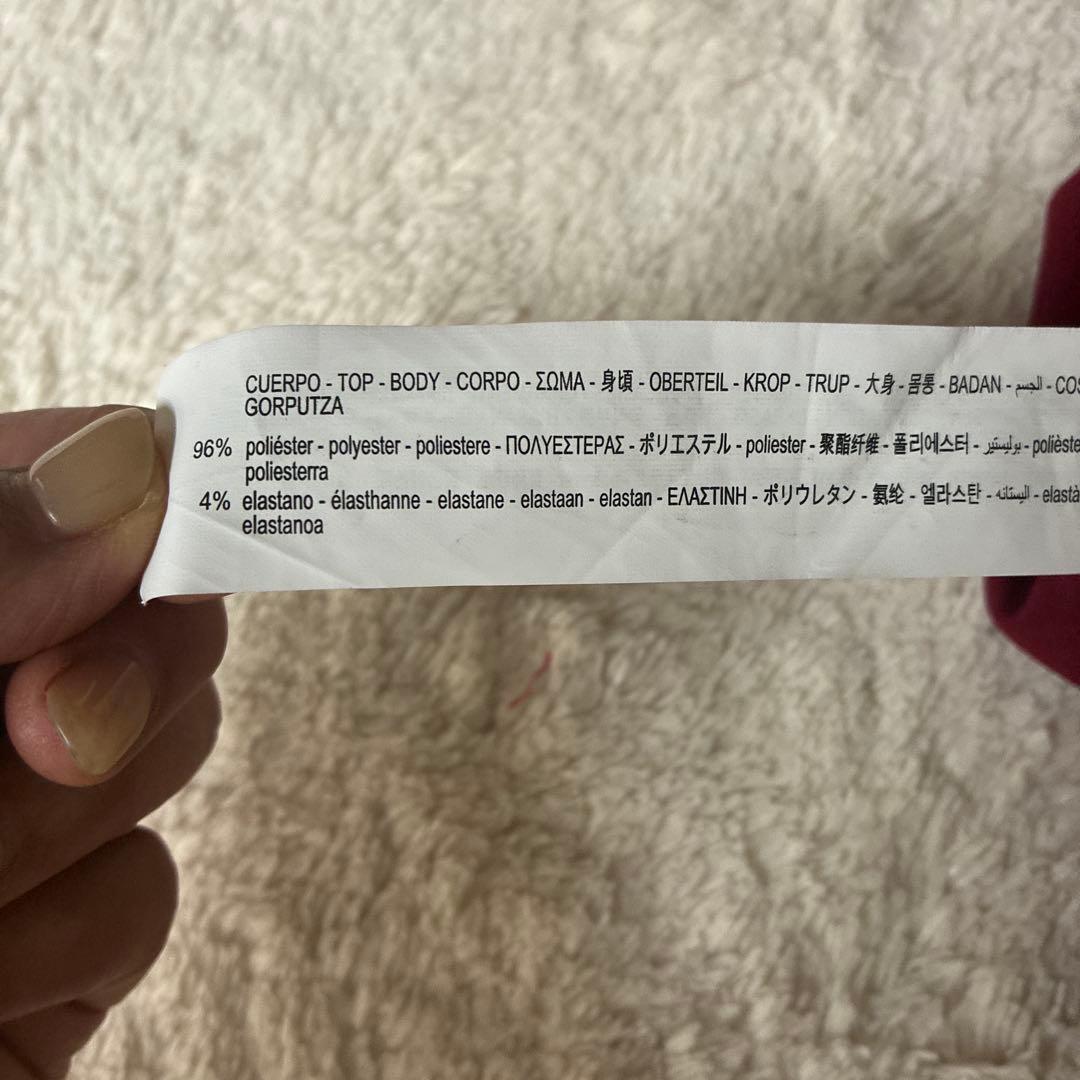 CUERPO - TOP - BODY - CORPO - ΣΩΜΑ - 身頃 - OBERTEIL - KROP - TRUP - 大身 - 몸통 - BADAN - الجسم - COS
GORPUTZA
96% poliéster - polyester - poliestere - ΠΟΛΥΕΣΤΕΡΑΣ - ポリエステル - poliester - 聚酯纤维 - 폴리에스터 - بوليستير - polièste
poliesterra
4% elastano - élasthanne - elastane - elastaan - elastan - ΕΛΑΣΤΙΝΗ - ポリウレタン - 氨纶 - 엘라스탄 - اليستانه - elastà
elastanoa